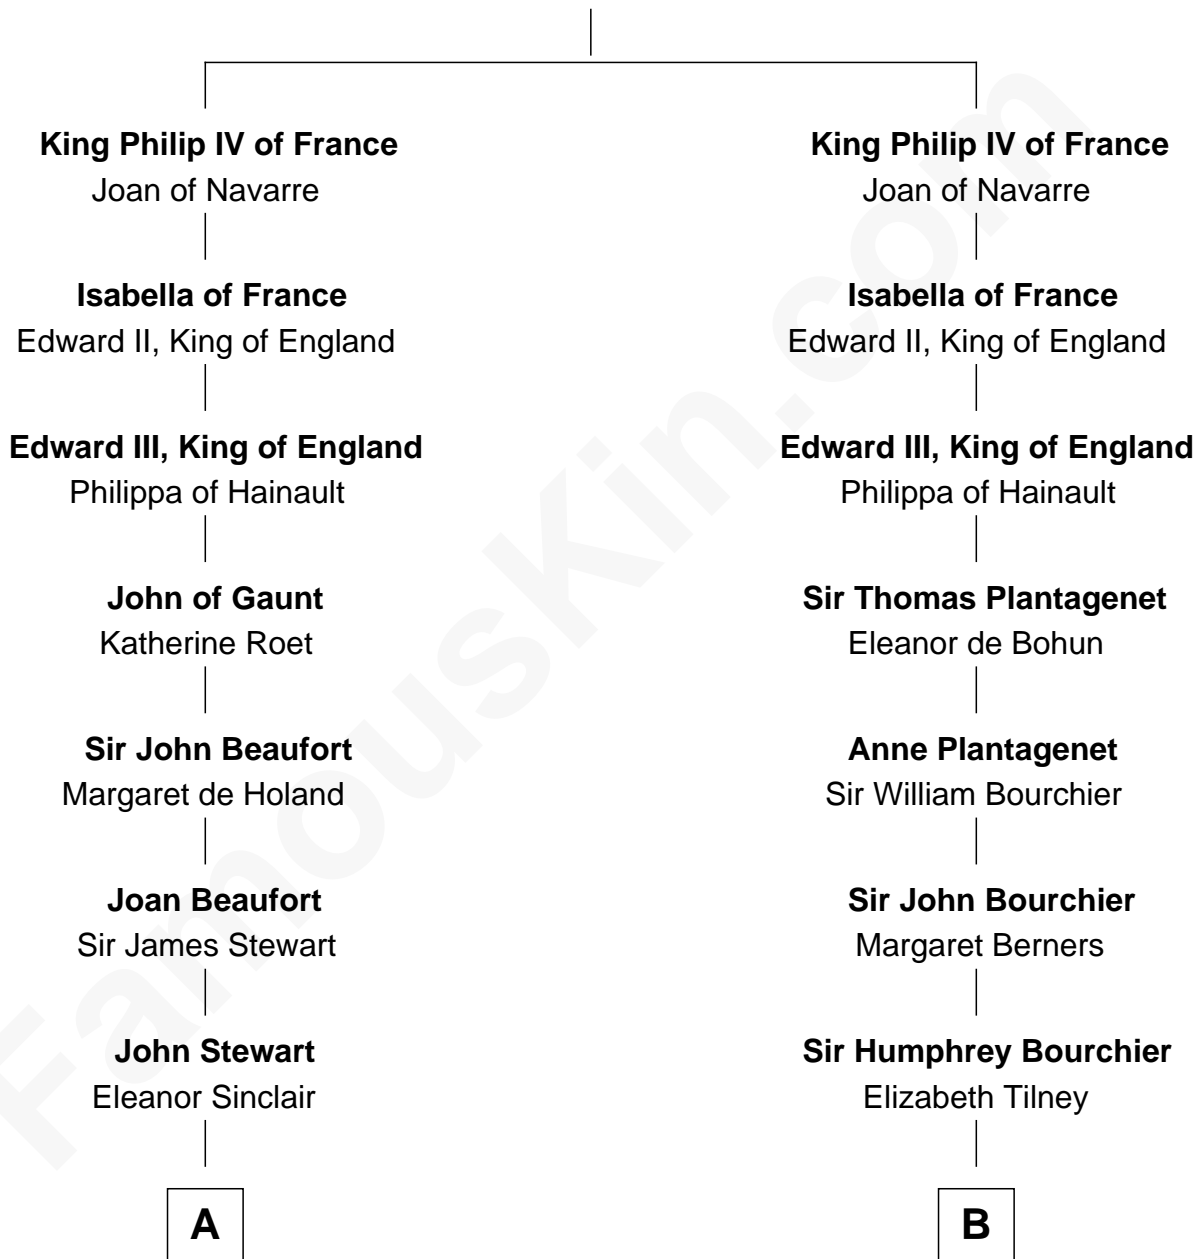 King Philip IV of France
Joan of Navarre
Isabella of France
Edward II, King of England
Edward III, King of England
Philippa of Hainault
John of Gaunt
Katherine Roet
Sir John Beaufort
Margaret de Holand
Joan Beaufort
Sir James Stewart
John Stewart
Eleanor Sinclair
A
King Philip IV of France
Joan of Navarre
Isabella of France
Edward II, King of England
Edward III, King of England
Philippa of Hainault
Sir Thomas Plantagenet
Eleanor de Bohun
Anne Plantagenet
Sir William Bourchier
Sir John Bourchier
Margaret Berners
Sir Humphrey Bourchier
Elizabeth Tilney
B
FamousKin.com